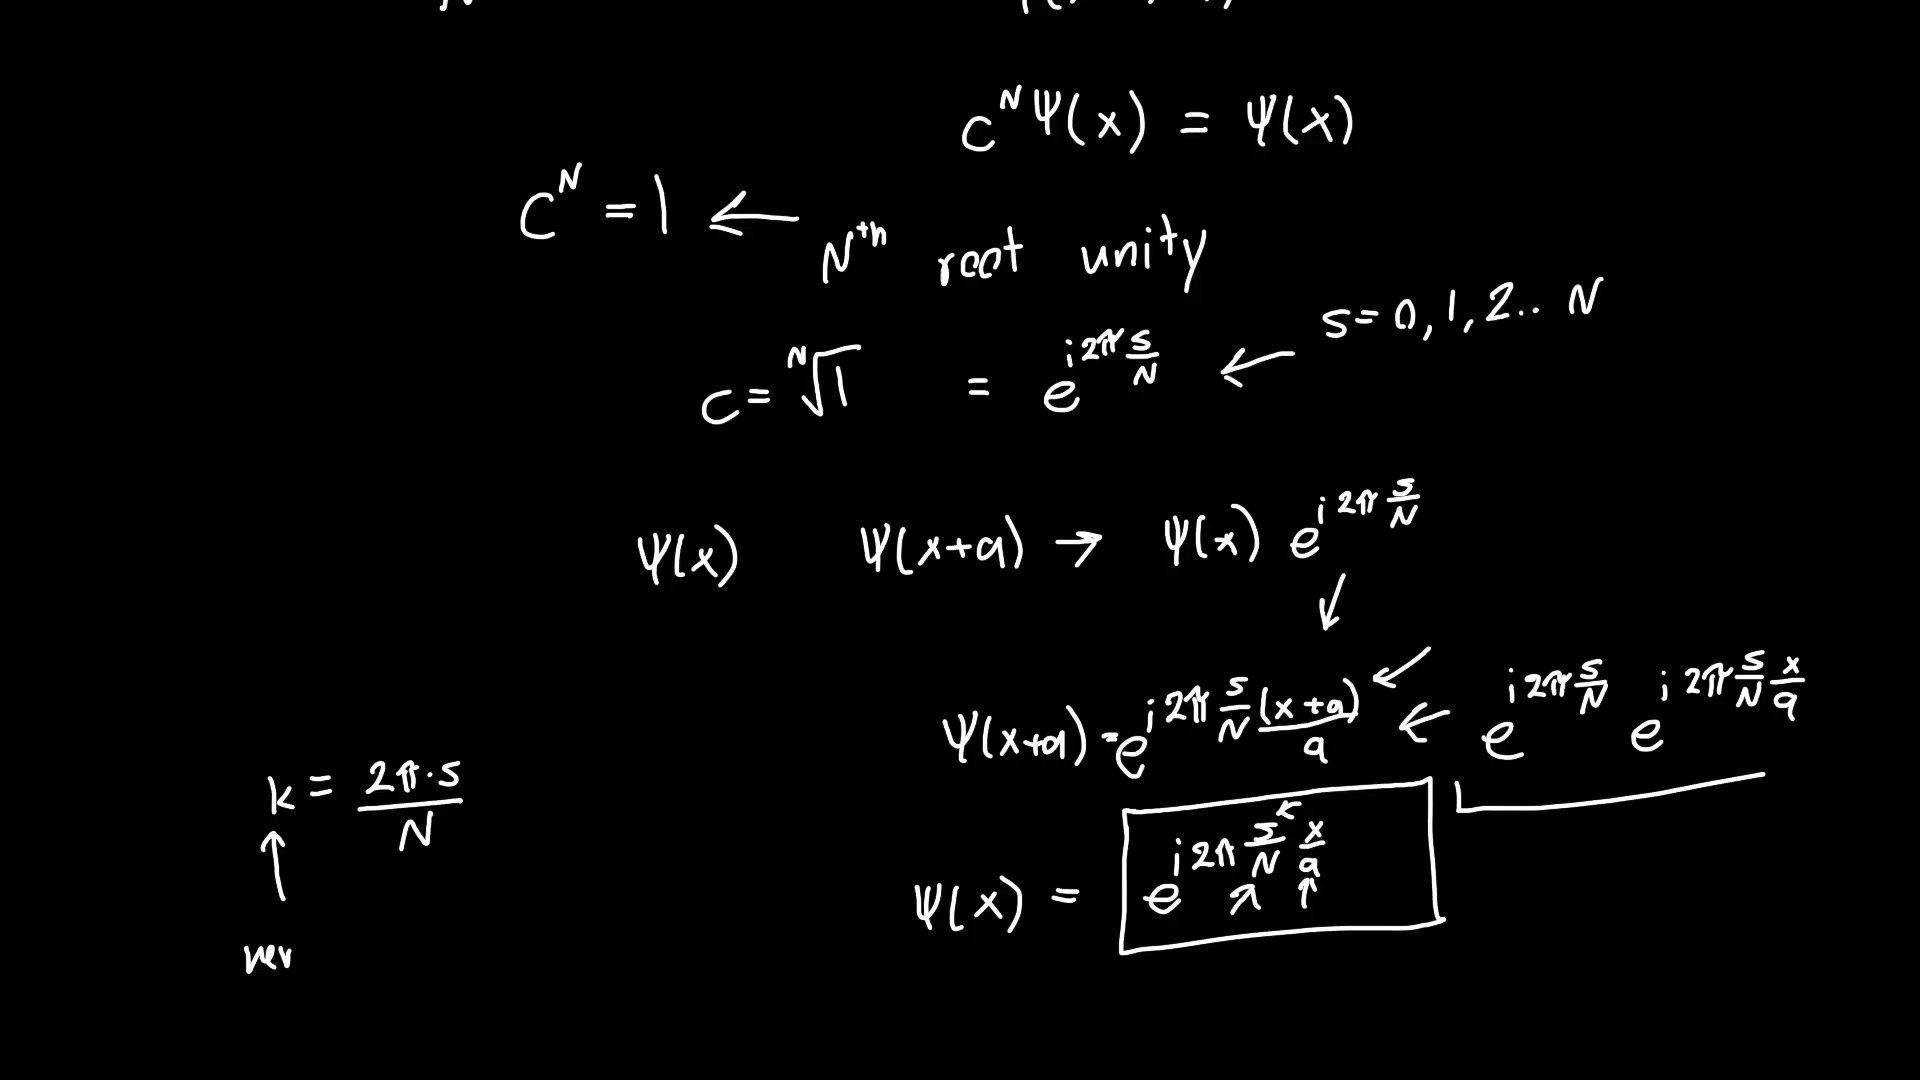 c^N Ψ(x) = Ψ(x)
C^N = 1 ←
N^th root unity
s = 0, 1, 2.. N
c = ^N√1 = e^{i2π s/N} ←
Ψ(x) Ψ(x+a) → Ψ(x) e^{i2π s/N}
↓
Ψ(x+a) = e^{i2π s/N (x+a)/a} ← e^{i2π s/N} e^{i2π s/N x/a}
k = 2π·s/N
Ψ(x) = e^{i2π s/N x/a}